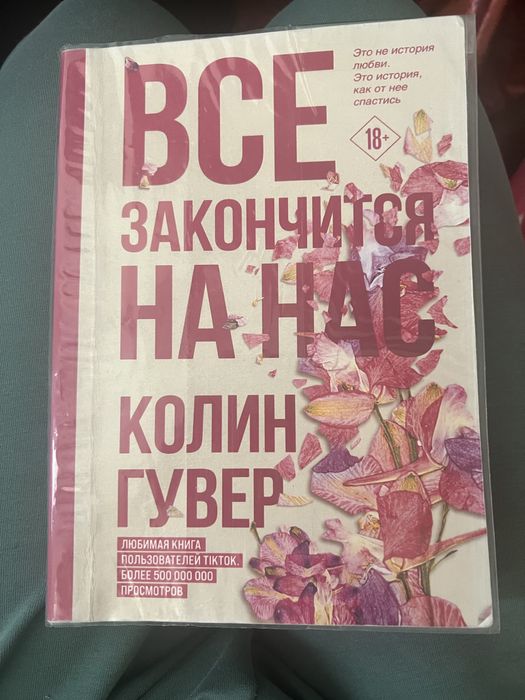 ВСЕ
ЗАКОНЧИТСЯ
НА НАС
Это не история
любви.
Это история,
как от нее
спастись
18+
КОЛИН
ГУВЕР
ЛЮБИМАЯ КНИГА
ПОЛЬЗОВАТЕЛЕЙ TIKTOK.
БОЛЕЕ 500 000 000
ПРОСМОТРОВ